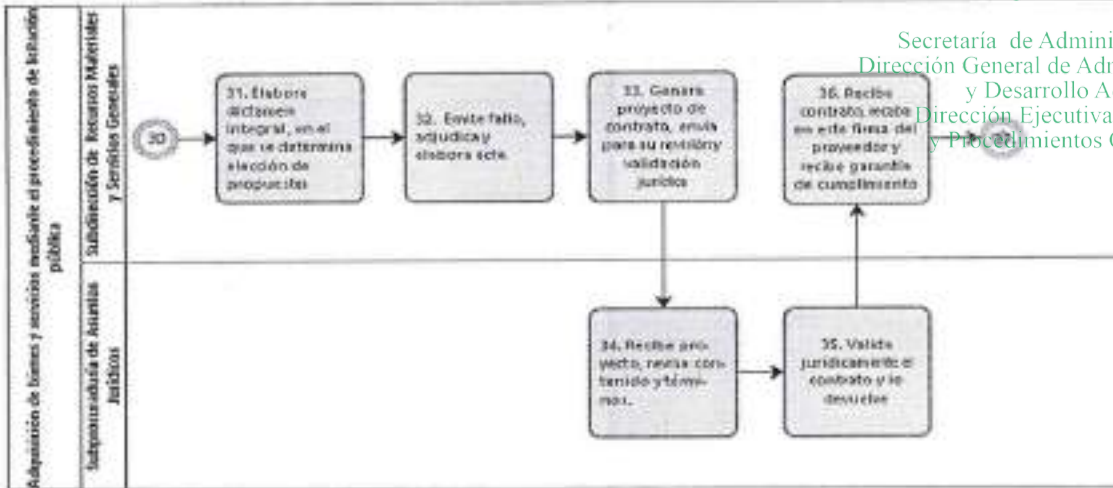 Secretaría de Admini
Dirección General de Adm
y Desarrollo A
Dirección Ejecutiva
y Procedimientos
Adquisición de bienes y servicios mediante el procedimiento de licitación
pública
Subdirección de Recursos Materiales
y Servicios Generales
30
31. Elabora
dictamen
integral, en el
que se determina
elección de
propuestas
32. Emite fallo,
adjudica y
elabora acta.
33. Genera
proyecto de
contrato, envía
para su revisión y
validación
jurídica
36. Recibe
contrato, recaba
en este firma del
proveedor y
recibe garantía
de cumplimiento
Subprocuraduría de Asuntos
Jurídicos
34. Recibe pro-
yecto, revisa con-
tenido y térmi-
nos.
35. Valida
jurídicamente el
contrato y lo
devuelve